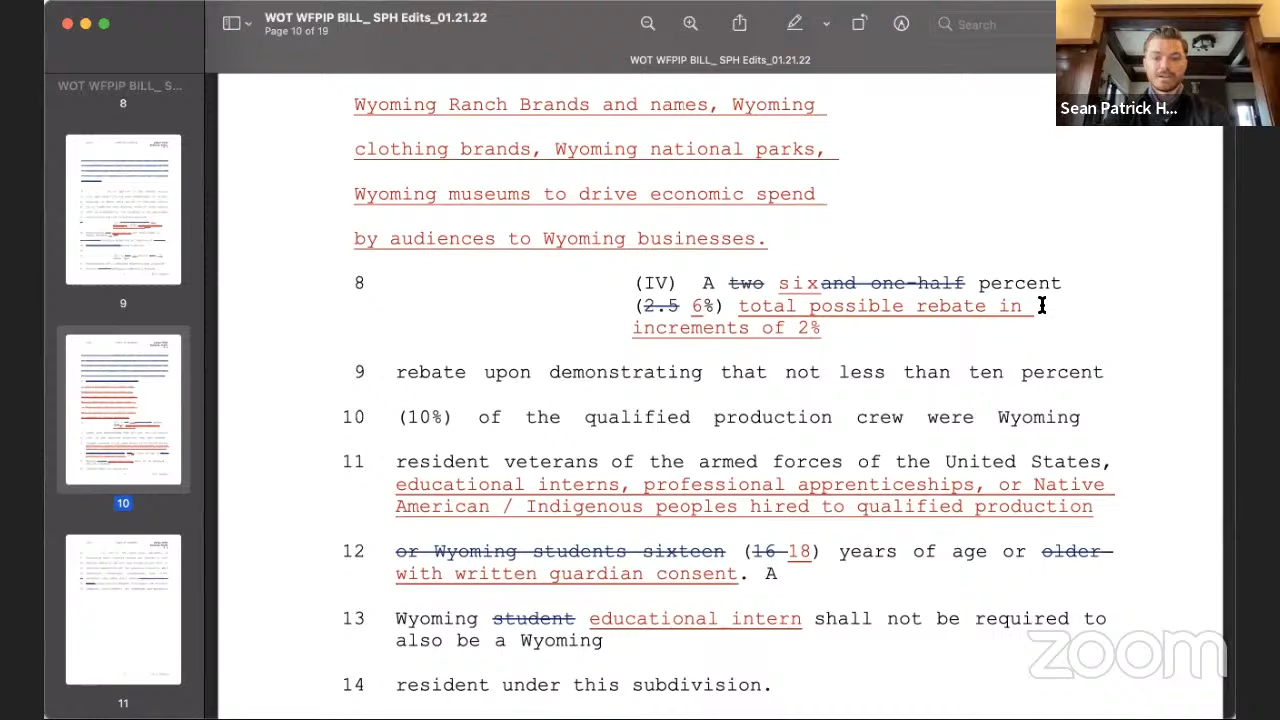 WOT WFPIP BILL_ SPH Edits_01.21.22
Page 10 of 19
Search
WOT WFPIP BILL_ SPH Edits_01.21.22
WOT WFPIP BILL_ S...
8
9
10
11
Sean Patrick H...
Wyoming Ranch Brands and names, Wyoming
clothing brands, Wyoming national parks,
Wyoming museums to drive economic spend
by audiences to Wyoming businesses.
8 (IV) A two sixand one-half percent
(2.5 6%) total possible rebate in
increments of 2%
9 rebate upon demonstrating that not less than ten percent
10 (10%) of the qualified production crew were Wyoming
11 resident veterans of the armed forces of the United States,
educational interns, professional apprenticeships, or Native
American / Indigenous peoples hired to qualified production
12 or Wyoming students sixteen (16 18) years of age or older
with written guardian consent. A
13 Wyoming student educational intern shall not be required to
also be a Wyoming
14 resident under this subdivision.
zoom